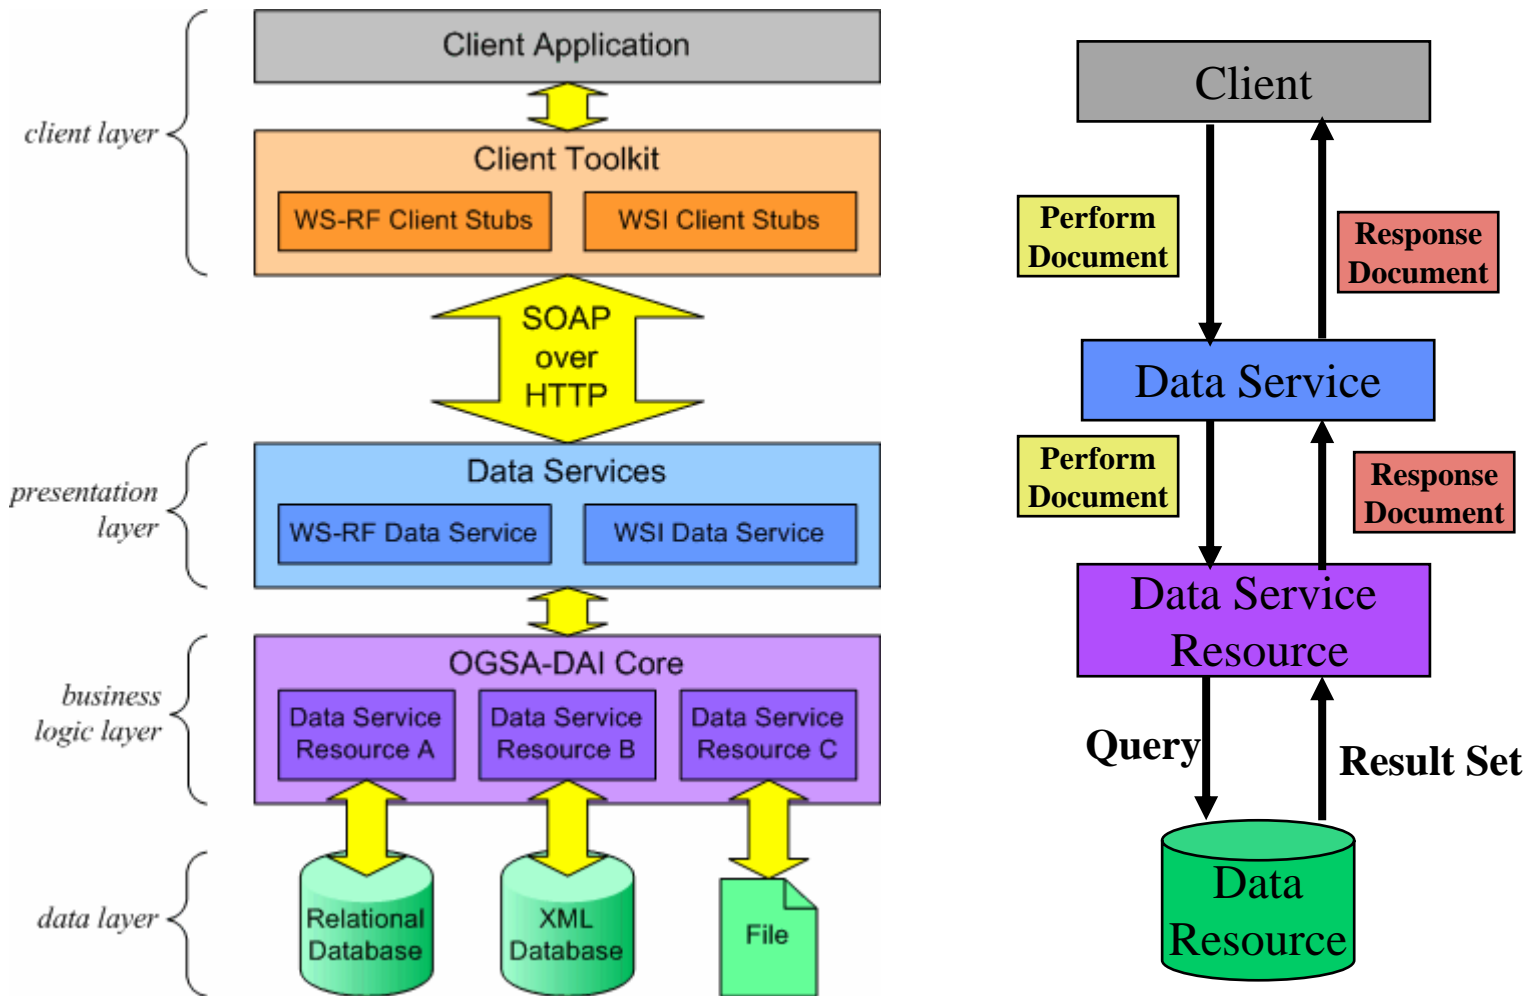 Client Application
client layer
Client Toolkit
WS-RF Client Stubs
WSI Client Stubs
SOAP
over
HTTP
Data Services
presentation
layer
WS-RF Data Service
WSI Data Service
OGSA-DAI Core
business
logic layer
Data Service
Resource A
Data Service
Resource B
Data Service
Resource C
data layer
Relational
Database
XML
Database
File
Client
Perform
Document
Response
Document
Data Service
Perform
Document
Response
Document
Data Service
Resource
Query
Result Set
Data
Resource